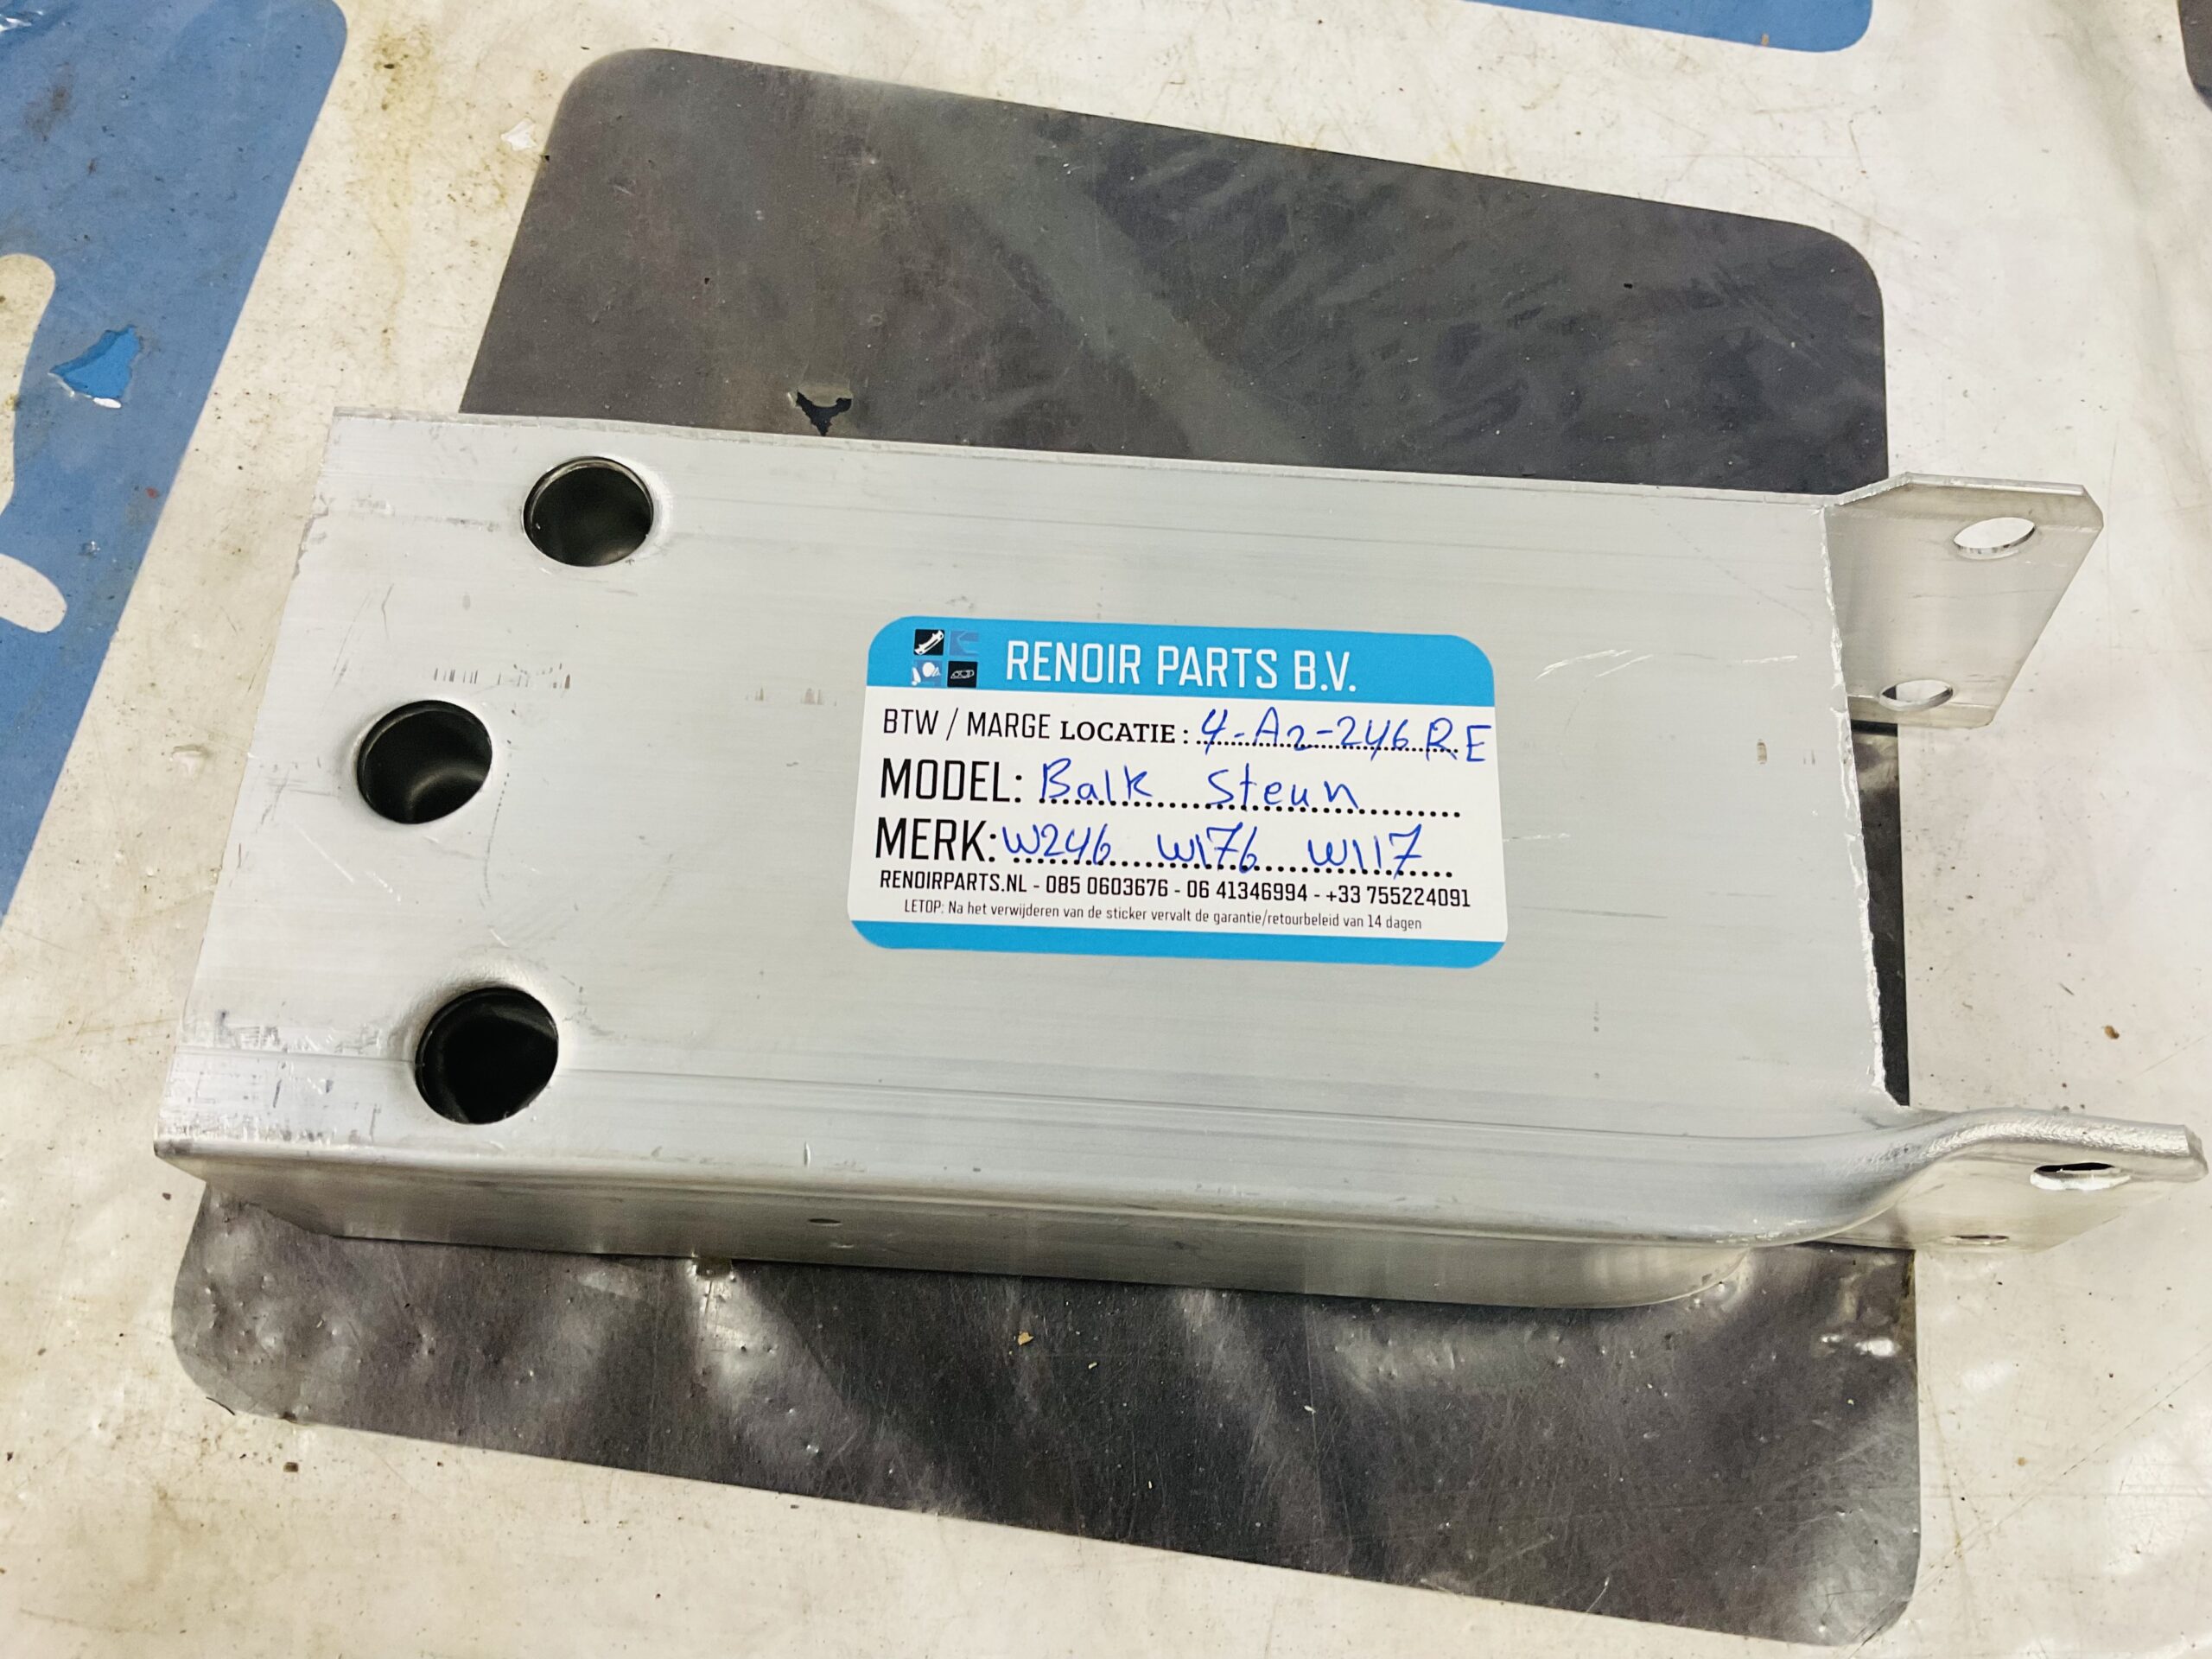 RENOIR PARTS B.V.
BTW / MARGE LOCATIE : 4-A2-246 RE
MODEL: Balk Steun
MERK: W246 W176 W117
RENOIRPARTS.NL - 085 0603676 - 06 41346994 - +33 755224091
LETOP: Na het verwijderen van de sticker vervalt de garantie/retourbeleid van 14 dagen